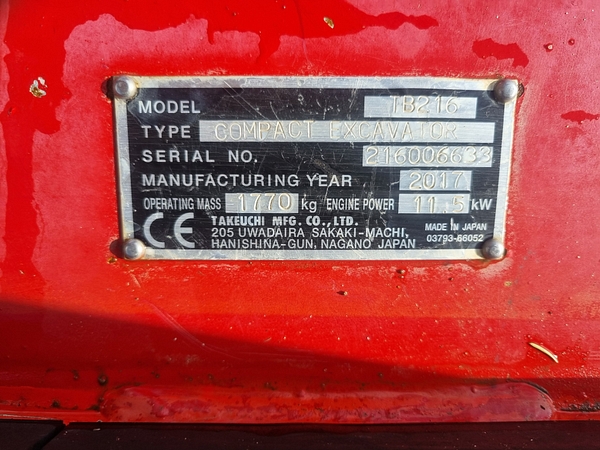 MODEL TB216
TYPE COMPACT EXCAVATOR
SERIAL NO. 216006633
MANUFACTURING YEAR 2017
OPERATING MASS 1770 kg ENGINE POWER 11.5 kW
CE TAKEUCHI MFG. CO., LTD.
205 UWADAIRA SAKAKI-MACHI,
HANISHINA-GUN, NAGANO JAPAN
MADE IN JAPAN
03793-66052